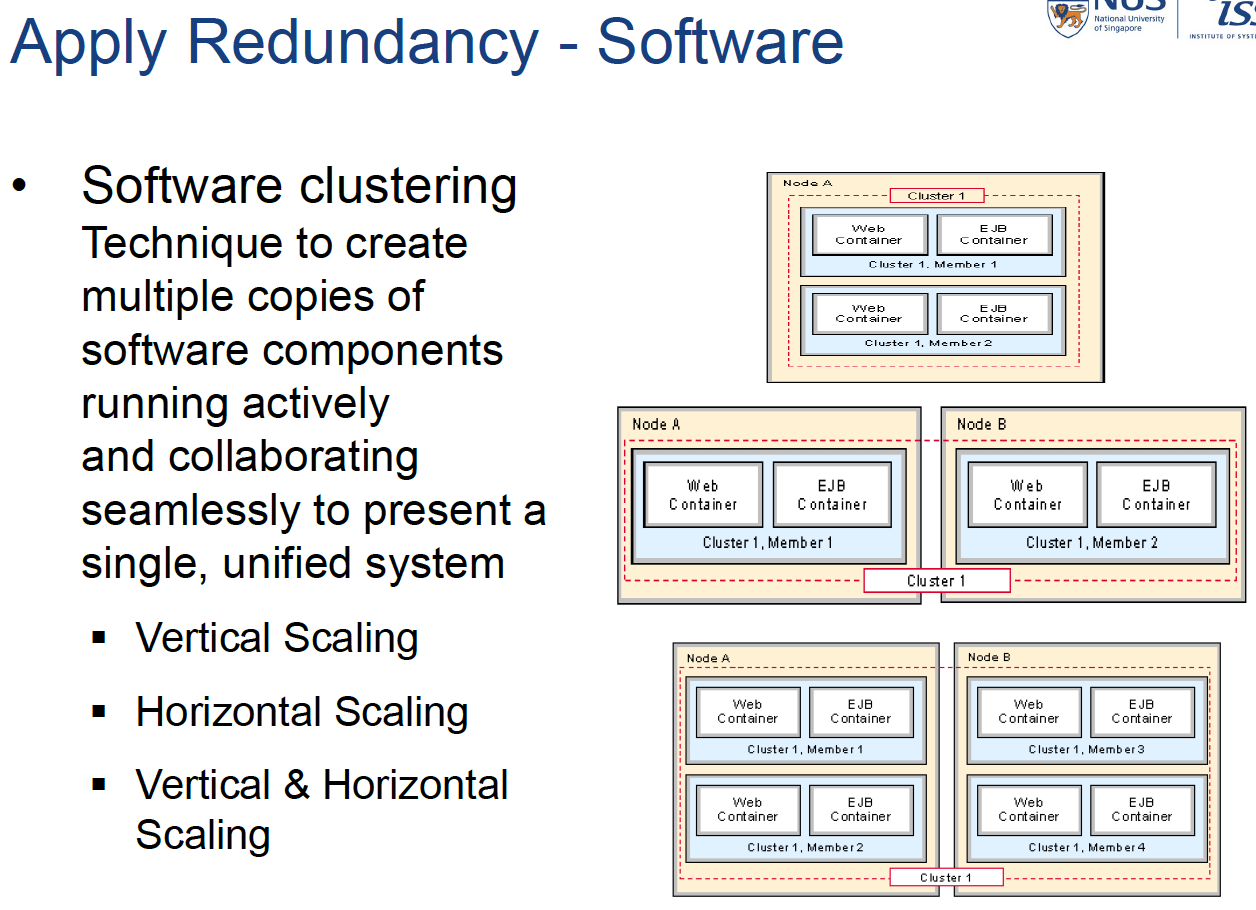 Apply Redundancy - Software
NUS
National University
of Singapore
iss
• Software clustering
Technique to create
multiple copies of
software components
running actively
and collaborating
seamlessly to present a
single, unified system
▪ Vertical Scaling
▪ Horizontal Scaling
▪ Vertical & Horizontal
Scaling
Node A
Cluster 1
Web
Container
EJB
Container
Cluster 1, Member 1
Web
Container
EJB
Container
Cluster 1, Member 2
Node A
Web
Container
EJB
Container
Cluster 1, Member 1
Node B
Web
Container
EJB
Container
Cluster 1, Member 2
Cluster 1
Node A
Web
Container
EJB
Container
Cluster 1, Member 1
Web
Container
EJB
Container
Cluster 1, Member 2
Node B
Web
Container
EJB
Container
Cluster 1, Member 3
Web
Container
EJB
Container
Cluster 1, Member 4
Cluster 1